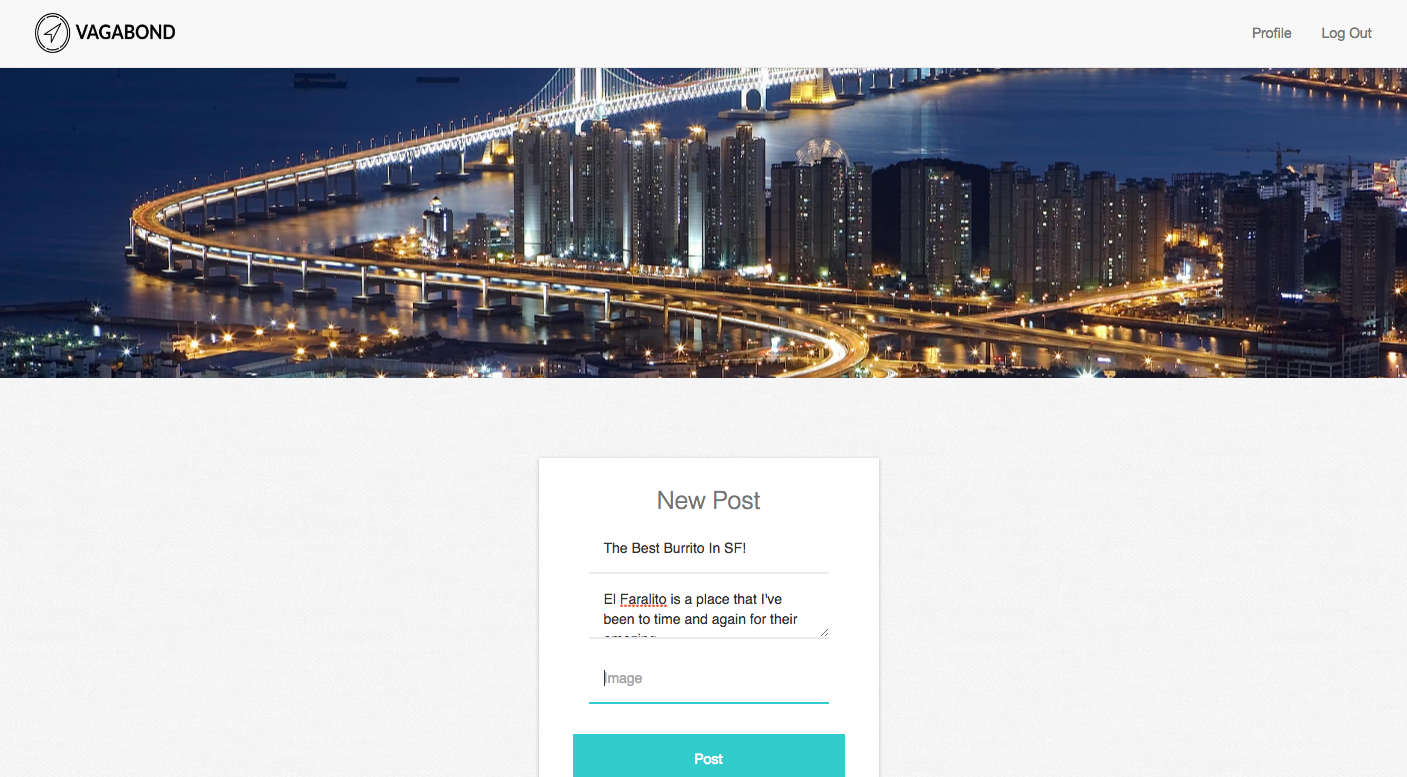 VAGABOND
Profile
Log Out
New Post
The Best Burrito In SF!
El Faralito is a place that I've
been to time and again for their
Image
Post